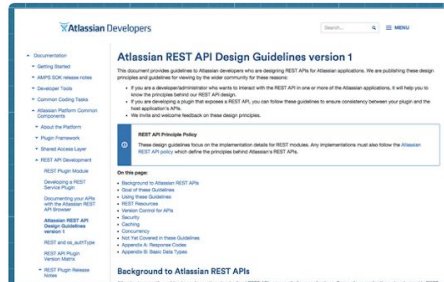 Atlassian Developers
Search...
MENU
Documentation
Getting Started
AMPS SDK release notes
Developer Tools
Common Coding Tasks
Atlassian Platform Common
Components
About the Platform
Plugin Framework
Shared Access Layer
REST API Development
REST Plugin Module
Developing a REST
Service Plugin
Documenting your APIs
with the Atlassian REST
API Browser
Atlassian REST API
Design Guidelines
version 1
REST and os_authType
REST API Plugin
Version Matrix
REST Plugin Release
Notes
Atlassian REST API Design Guidelines version 1
This document provides guidelines to Atlassian developers who are designing REST APIs for Atlassian applications. We are publishing these design
principles and guidelines for viewing by the wider community for these reasons:
If you are a developer/administrator who wants to interact with the REST API in one or more of the Atlassian applications, it will help you to
know the principles behind our REST API design.
If you are developing a plugin that exposes a REST API, you can follow these guidelines to ensure consistency between your plugin and the
host application's APIs.
We invite and welcome feedback on these design principles.
REST API Principle Policy
These design guidelines focus on the implementation details for REST modules. Any implementations must also follow the Atlassian
REST API policy which define the principles behind Atlassian's REST APIs.
On this page:
Background to Atlassian REST APIs
Goal of these Guidelines
Using these Guidelines
REST Resources
Version Control for APIs
Security
Caching
Concurrency
Not Yet Covered in these Guidelines
Appendix A: Response Codes
Appendix B: Basic Data Types
Background to Atlassian REST APIs